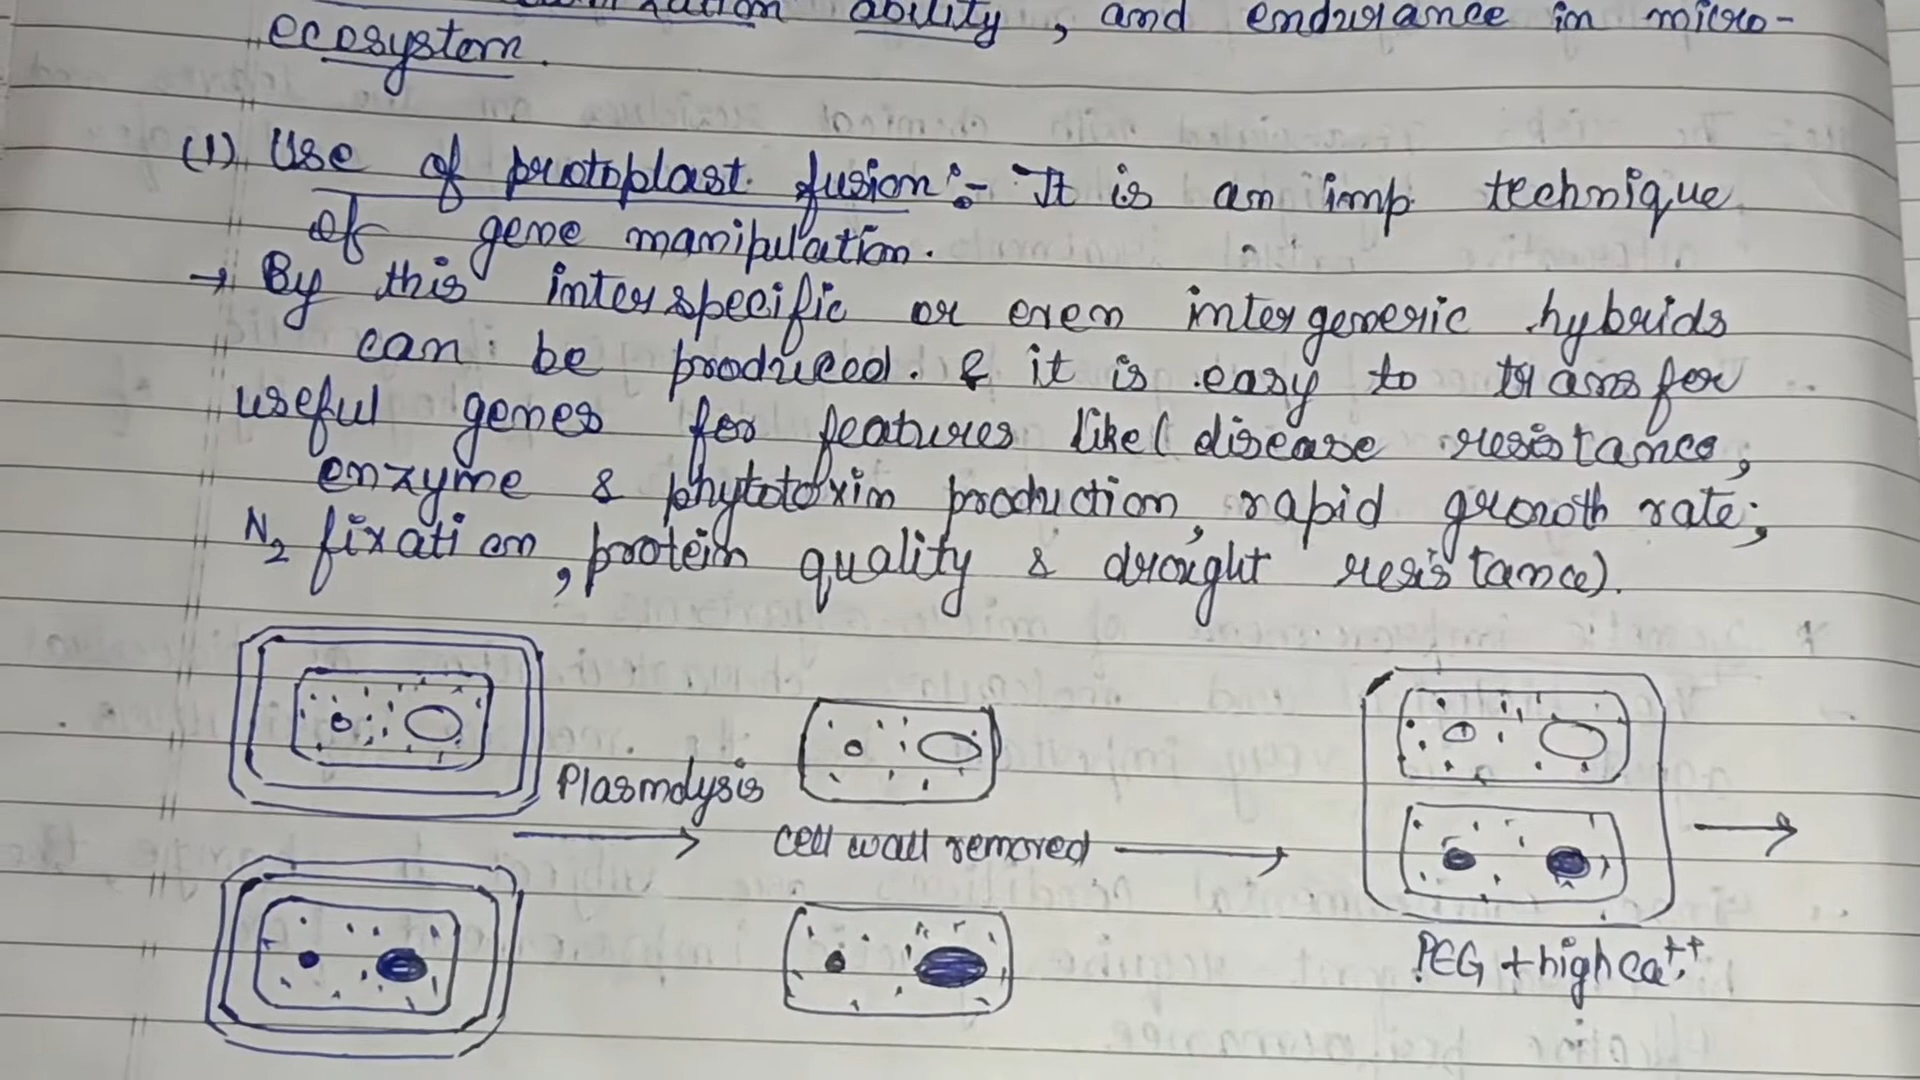 ability, and endurance in micro-
ecosystem.
(1) Use of protoplast fusion :- It is an imp technique
of gene manipulation.
→ By this interspecific or even intergeneric hybrids
can be produced. & it is easy to transfer
useful genes for features like ( disease resistance,
enzyme & phytotoxin production, rapid growth rate,
N2 fixation, protein quality & drought resistance).
Plasmolysis
cell wall removed
PEG + high ca++